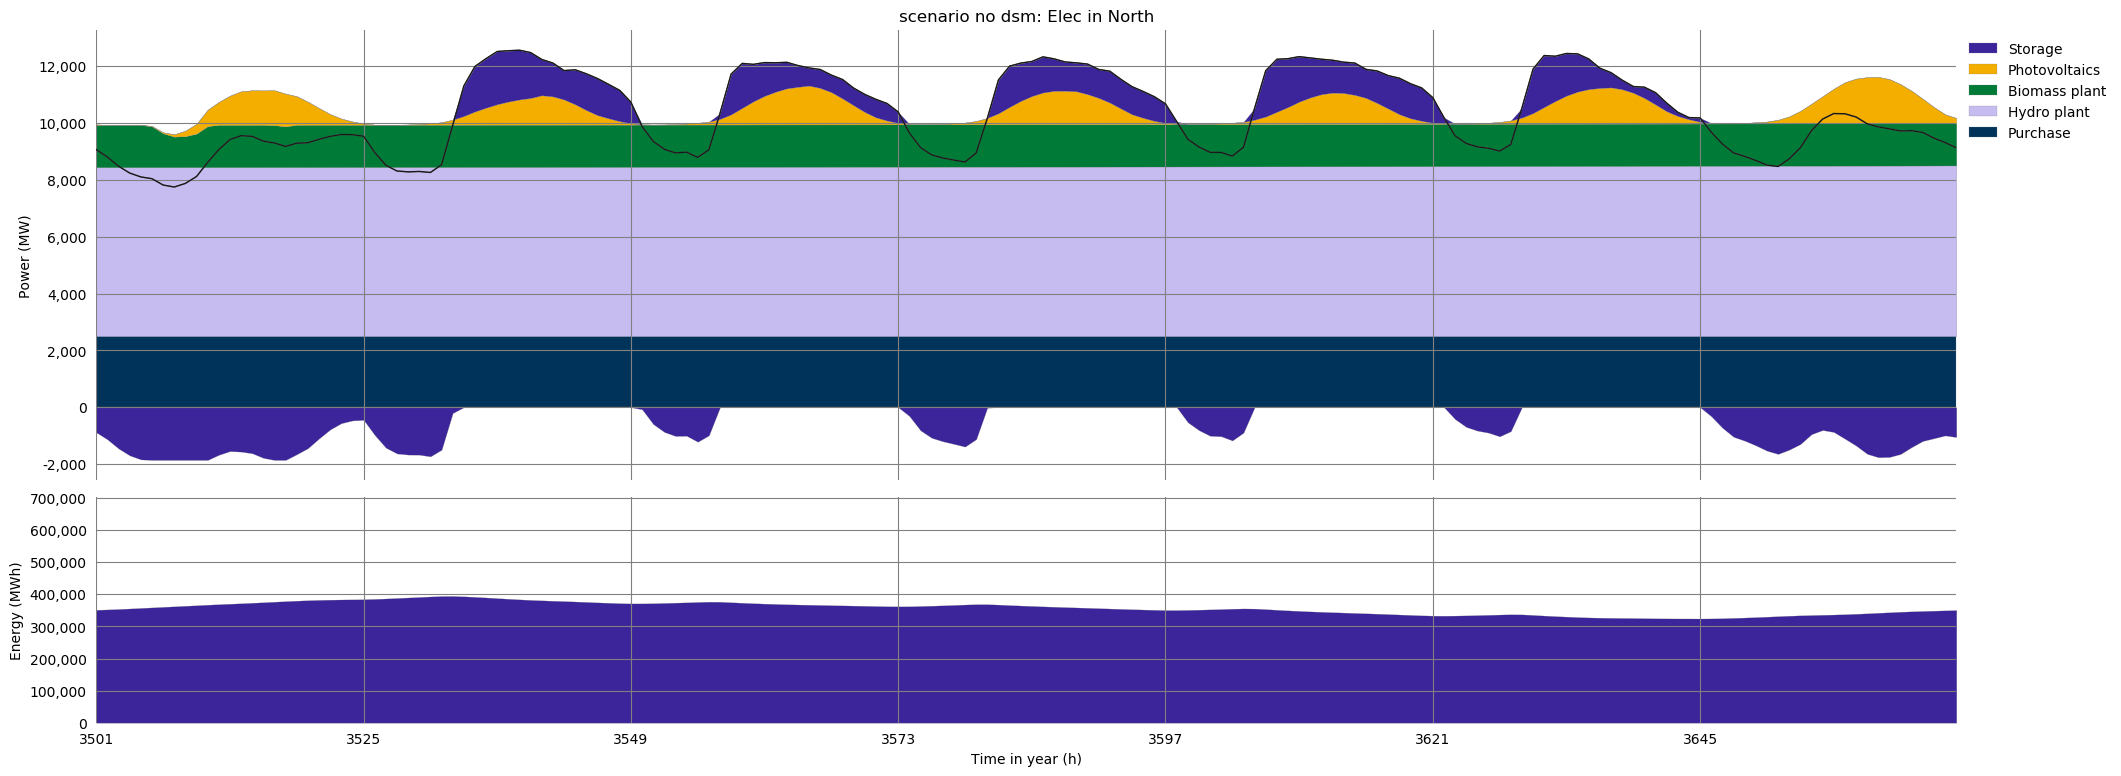 scenario no dsm: Elec in North
12,000
10,000
8,000
6,000
4,000
2,000
0
-2,000
Power (MW)
Storage
Photovoltaics
Biomass plant
Hydro plant
Purchase
700,000
600,000
500,000
400,000
300,000
200,000
100,000
0
Energy (MWh)
3501 3525 3549 3573 3597 3621 3645
Time in year (h)